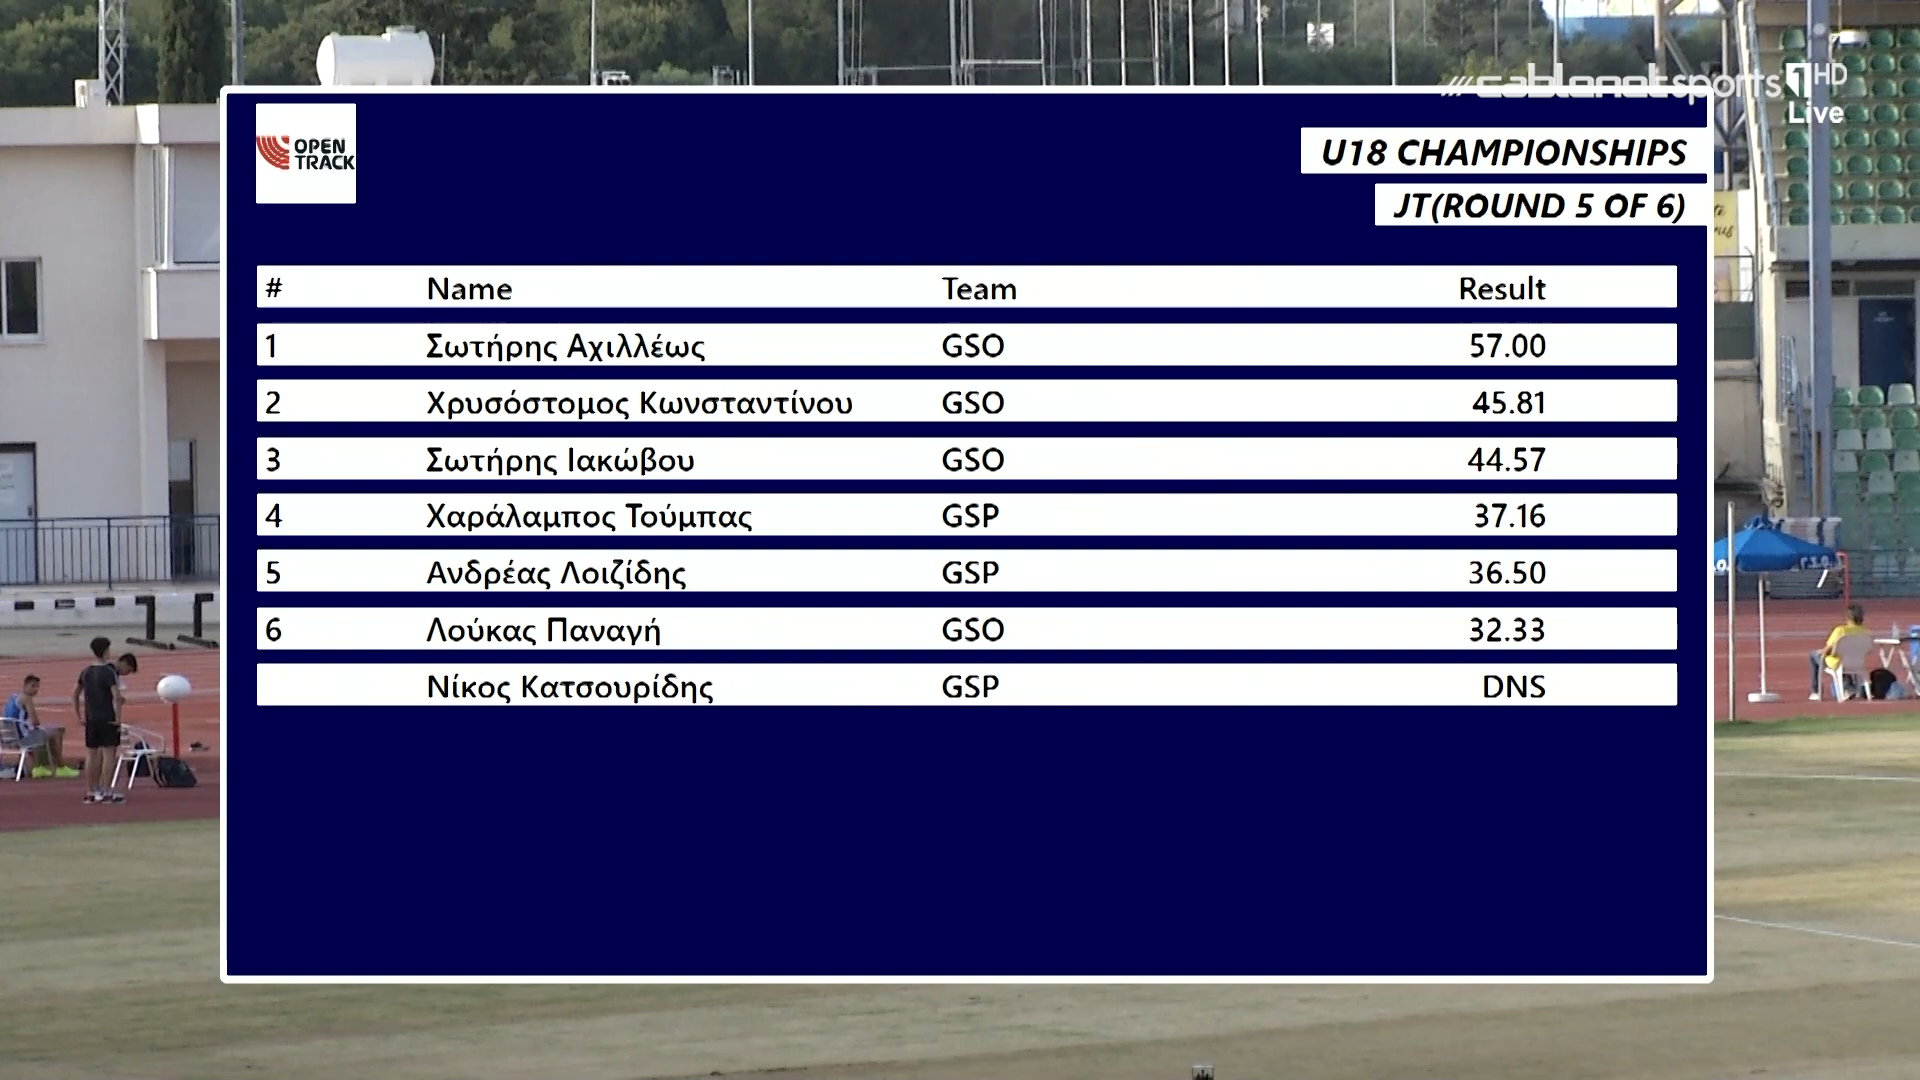 cablenetsports 1 HD
Live
OPEN
TRACK
U18 CHAMPIONSHIPS
JT(ROUND 5 OF 6)
# Name Team Result
1 Σωτήρης Αχιλλέως GSO 57.00
2 Χρυσόστομος Κωνσταντίνου GSO 45.81
3 Σωτήρης Ιακώβου GSO 44.57
4 Χαράλαμπος Τούμπας GSP 37.16
5 Ανδρέας Λοιζίδης GSP 36.50
6 Λούκας Παναγή GSO 32.33
Νίκος Κατσουρίδης GSP DNS